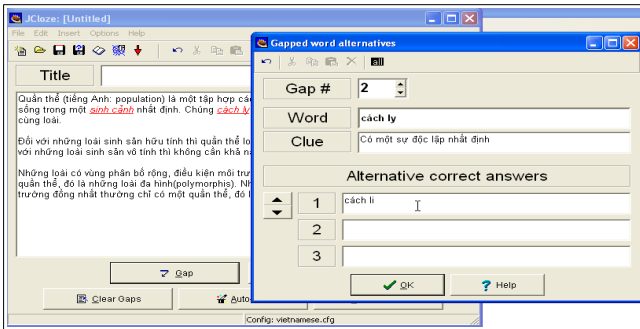 JCloze: [Untitled]
File Edit Insert Options Help
Title
Quần thể (tiếng Anh: population) là một tập hợp cá
sống trong một sinh cảnh nhất định. Chúng cách ly
cùng loài.
Đối với những loài sinh sản hữu tính thì quần thể lo
với những loài sinh sản vô tính thì không cần khả n
Những loài có vùng phân bố rộng, điều kiện môi trư
quần thể, đó là những loài đa hình(polymorphis). Nh
trường đồng nhất thường chỉ có một quần thể, đó l
Gap
Clear Gaps
Auto-
Config: vietnamese.cfg
Gapped word alternatives
all
Gap # 2
Word cách ly
Clue Có một sự độc lập nhất định
Alternative correct answers
1 cách li
2
3
OK Help